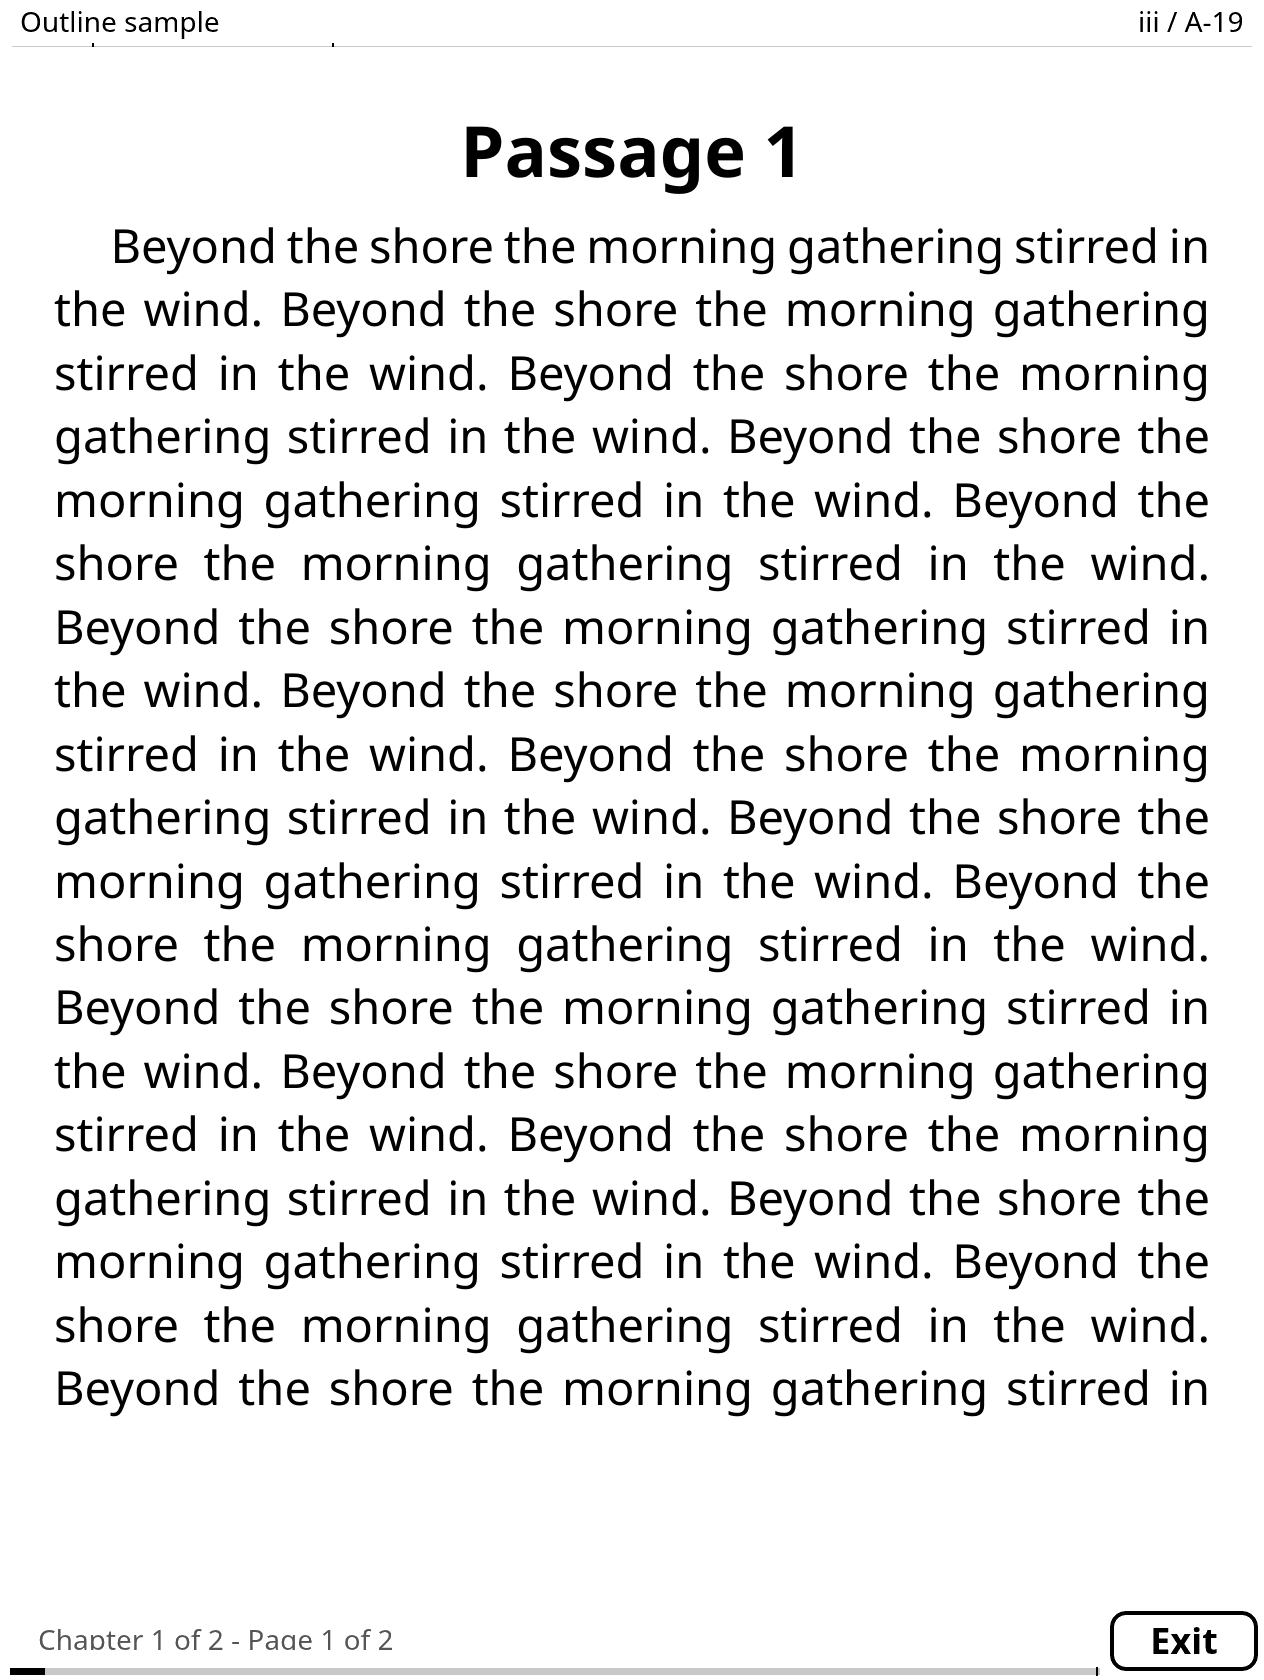 Outline sample
iii / A-19
Passage 1
Beyond the shore the morning gathering stirred in
the wind. Beyond the shore the morning gathering
stirred in the wind. Beyond the shore the morning
gathering stirred in the wind. Beyond the shore the
morning gathering stirred in the wind. Beyond the
shore the morning gathering stirred in the wind.
Beyond the shore the morning gathering stirred in
the wind. Beyond the shore the morning gathering
stirred in the wind. Beyond the shore the morning
gathering stirred in the wind. Beyond the shore the
morning gathering stirred in the wind. Beyond the
shore the morning gathering stirred in the wind.
Beyond the shore the morning gathering stirred in
the wind. Beyond the shore the morning gathering
stirred in the wind. Beyond the shore the morning
gathering stirred in the wind. Beyond the shore the
morning gathering stirred in the wind. Beyond the
shore the morning gathering stirred in the wind.
Beyond the shore the morning gathering stirred in
Chapter 1 of 2 - Page 1 of 2
Exit